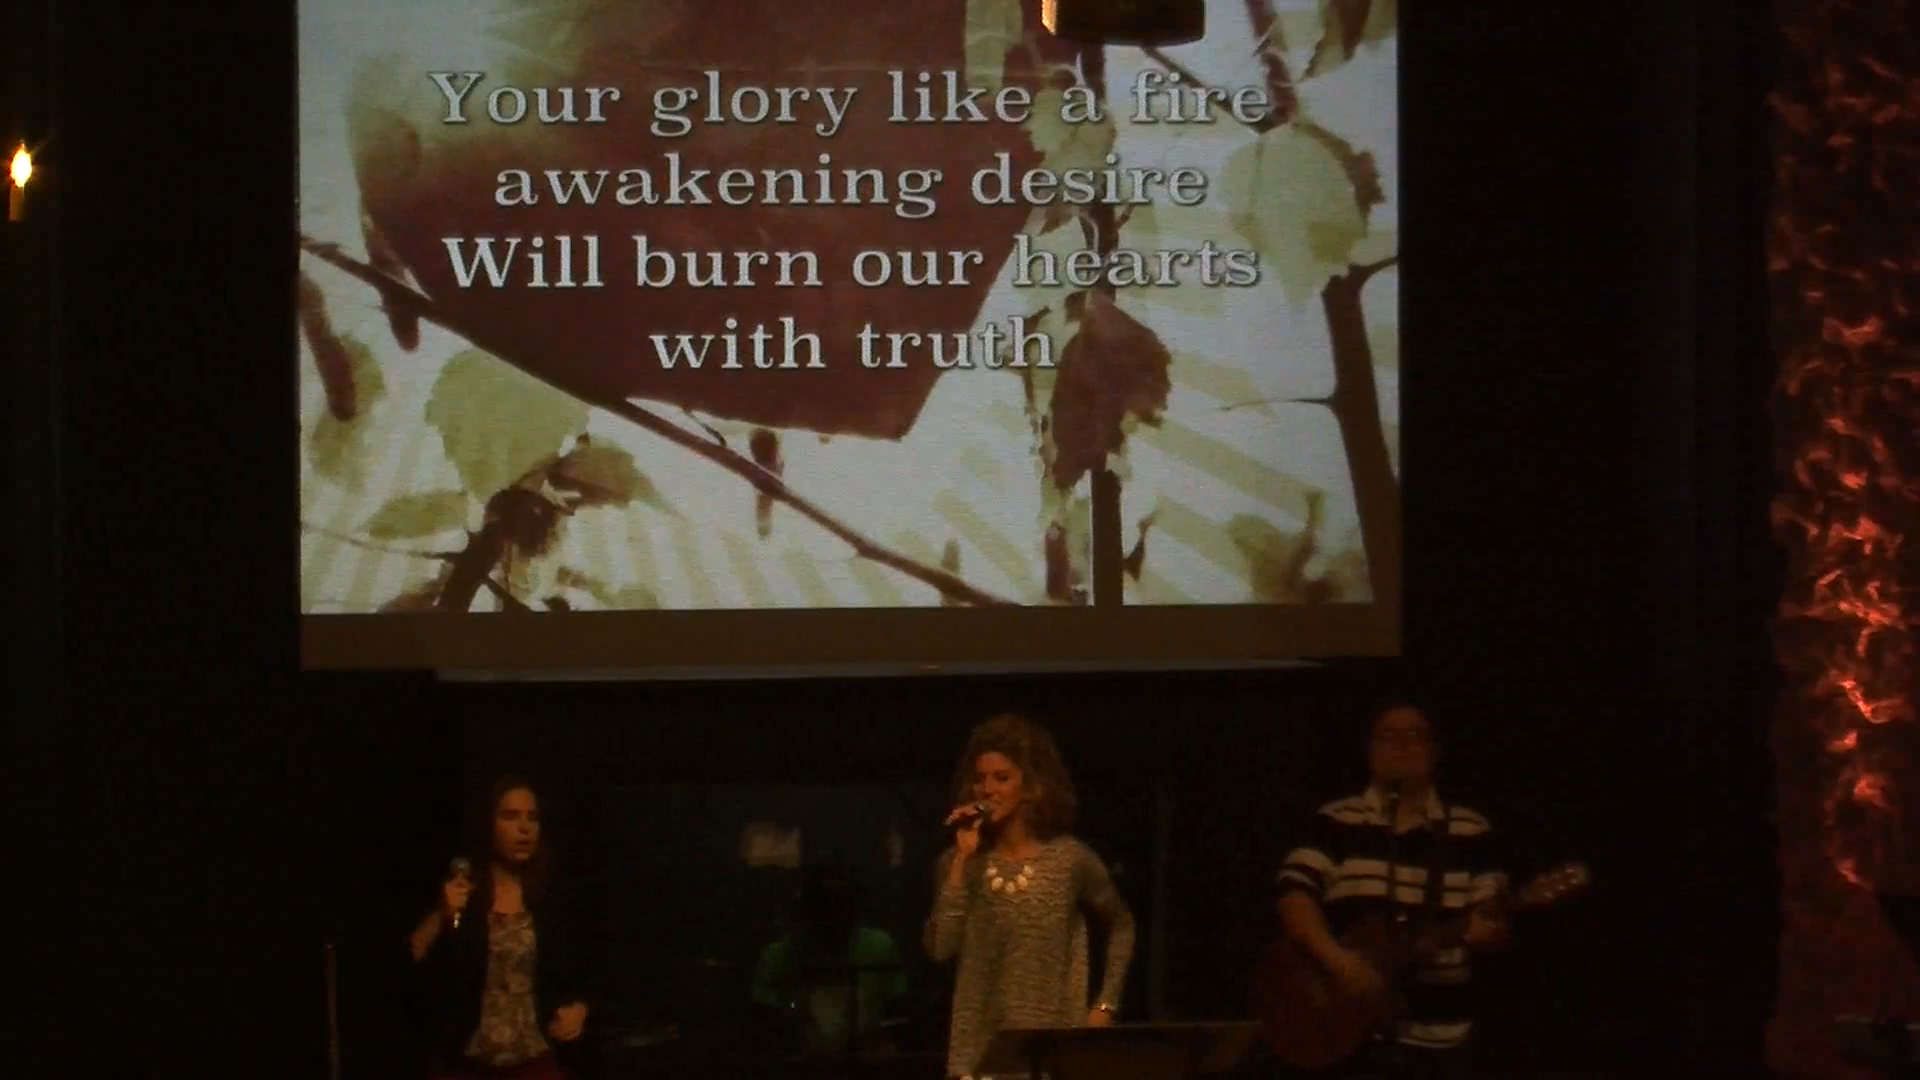 Your glory like a fire
awakening desire
Will burn our hearts
with truth